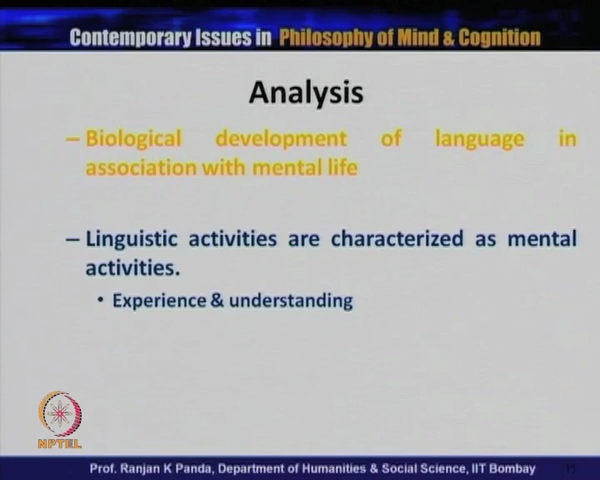 Contemporary Issues in Philosophy of Mind & Cognition
Analysis
– Biological development of language in
association with mental life
– Linguistic activities are characterized as mental
activities.
• Experience & understanding
NPTEL
Prof. Ranjan K Panda, Department of Humanities & Social Science, IIT Bombay